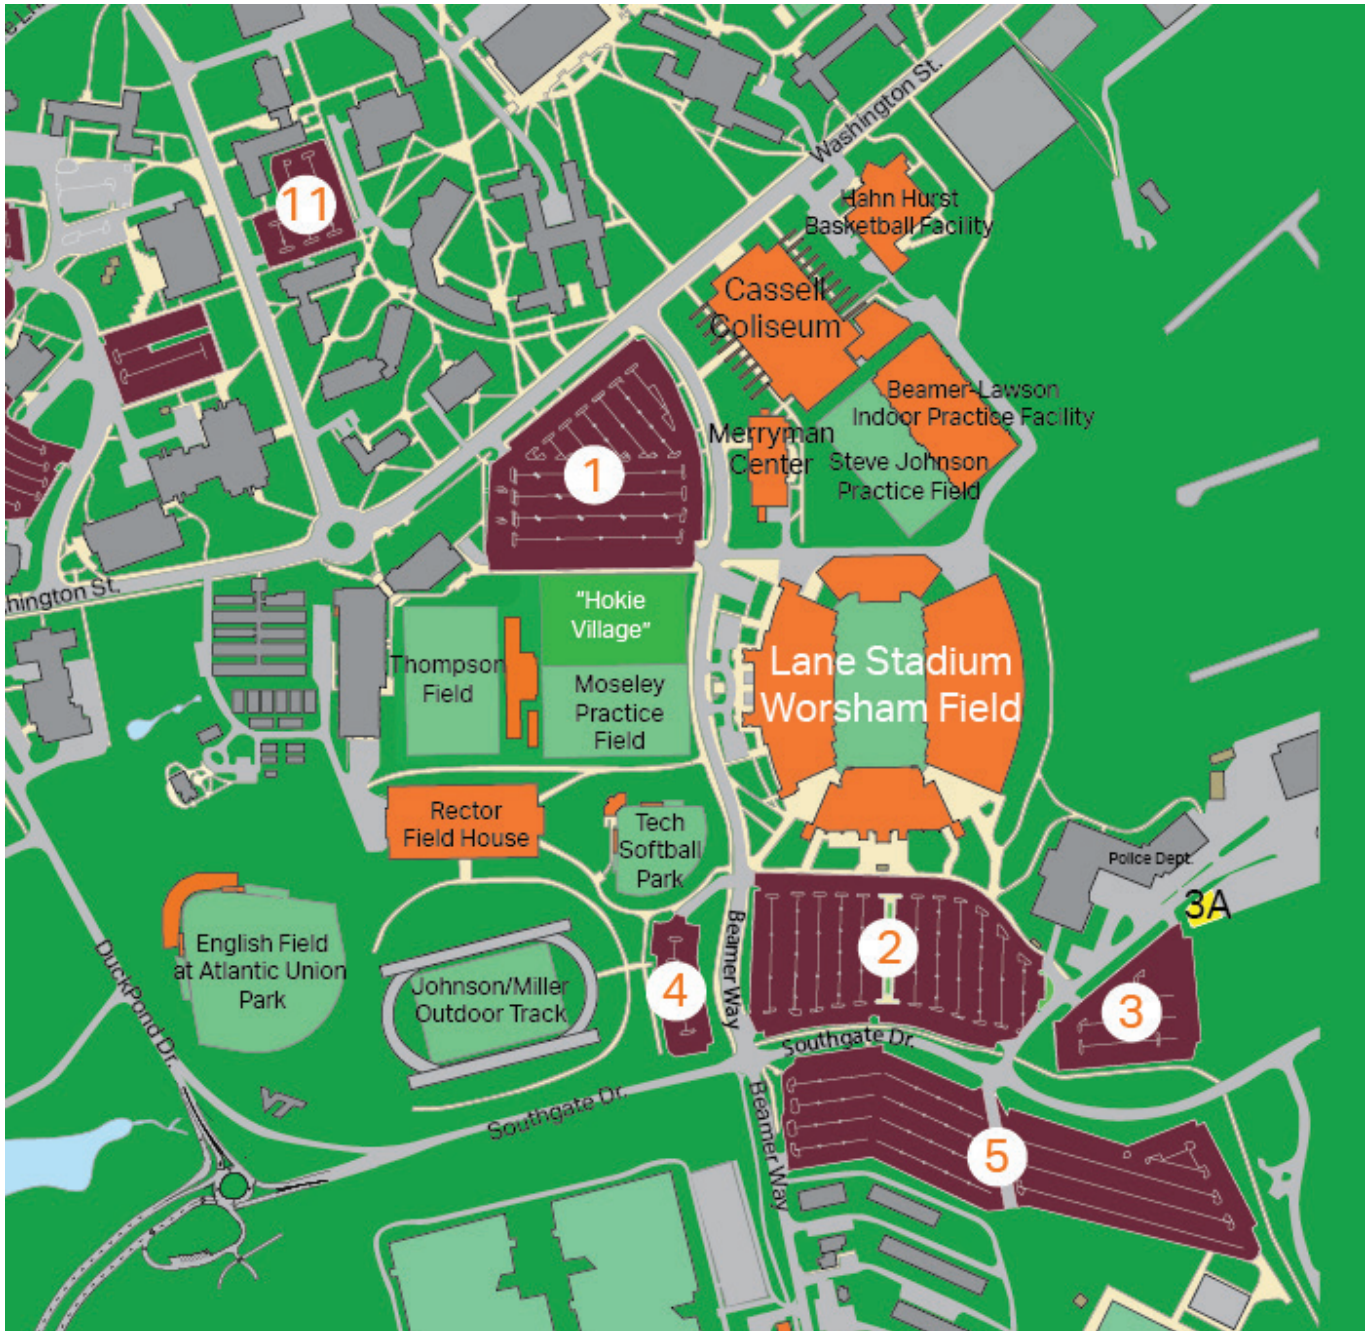 Washington St.
11
Hahn Hurst
Basketball Facility
Cassell
Coliseum
Beamer-Lawson
Indoor Practise Facility
Merryman
Center
Steve Johnson
Practice Field
1
hington St.
"Hokie
Village"
Thompson
Field
Moseley
Practice
Field
Lane Stadium
Worsham Field
Rector
Field House
Tech
Softball
Park
Police Dept.
3A
English Field
at Atlantic Union
Park
DuckPond Dr.
Johnson/Miller
Outdoor Track
4
Beamer Way
2
3
Southgate Dr.
Southgate Dr.
VT
Beamer Way
5